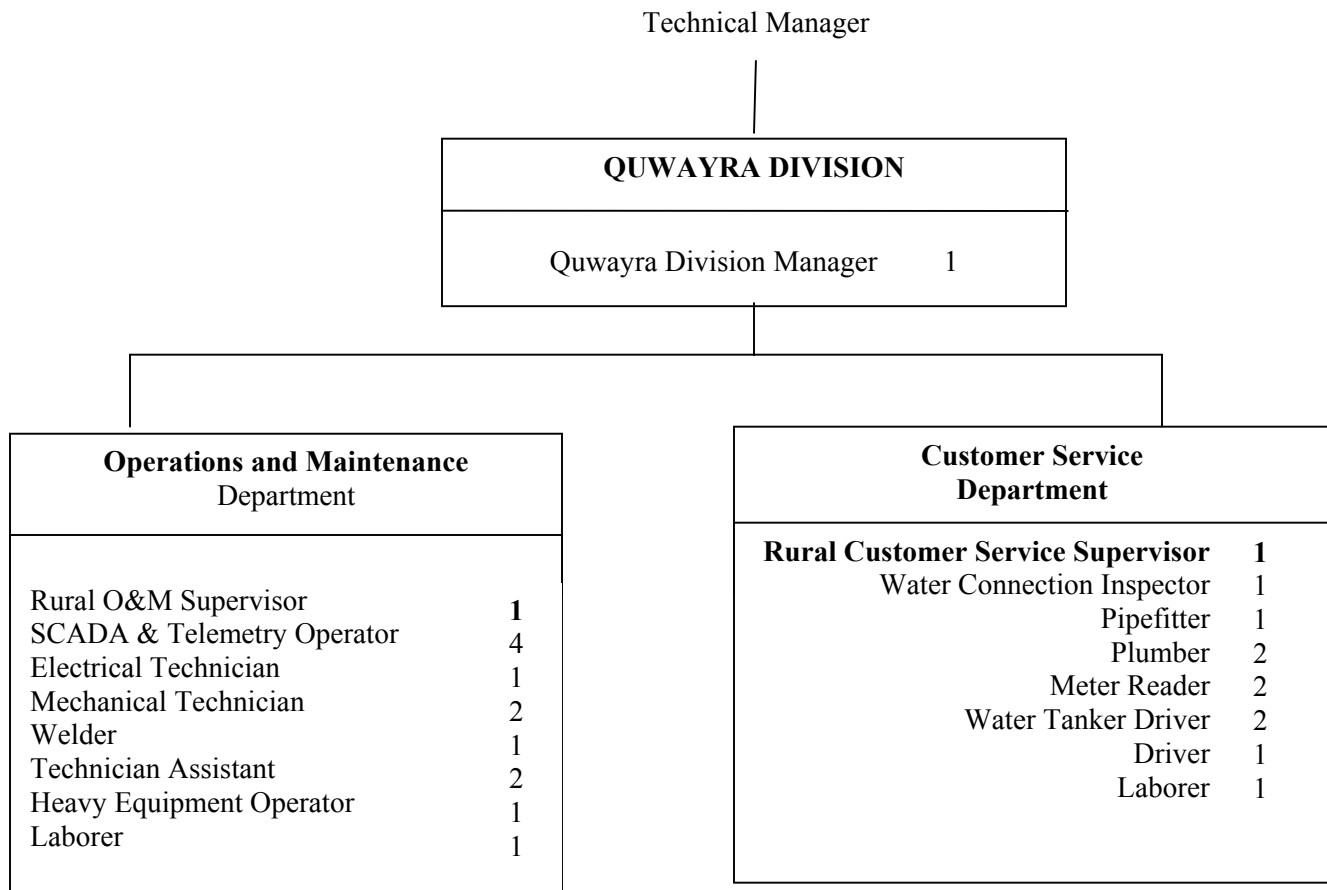 Technical Manager
QUWAYRA DIVISION
Quwayra Division Manager 1
Operations and Maintenance
Department
Rural O&M Supervisor 1
SCADA & Telemetry Operator 4
Electrical Technician 1
Mechanical Technician 2
Welder 1
Technician Assistant 2
Heavy Equipment Operator 1
Laborer 1
Customer Service
Department
Rural Customer Service Supervisor 1
Water Connection Inspector 1
Pipefitter 1
Plumber 2
Meter Reader 2
Water Tanker Driver 2
Driver 1
Laborer 1